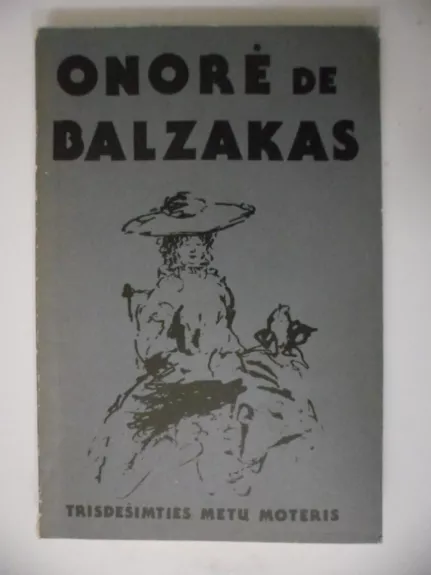 ONORĖ DE
BALZAKAS
TRISDEŠIMTIES METŲ MOTERIS